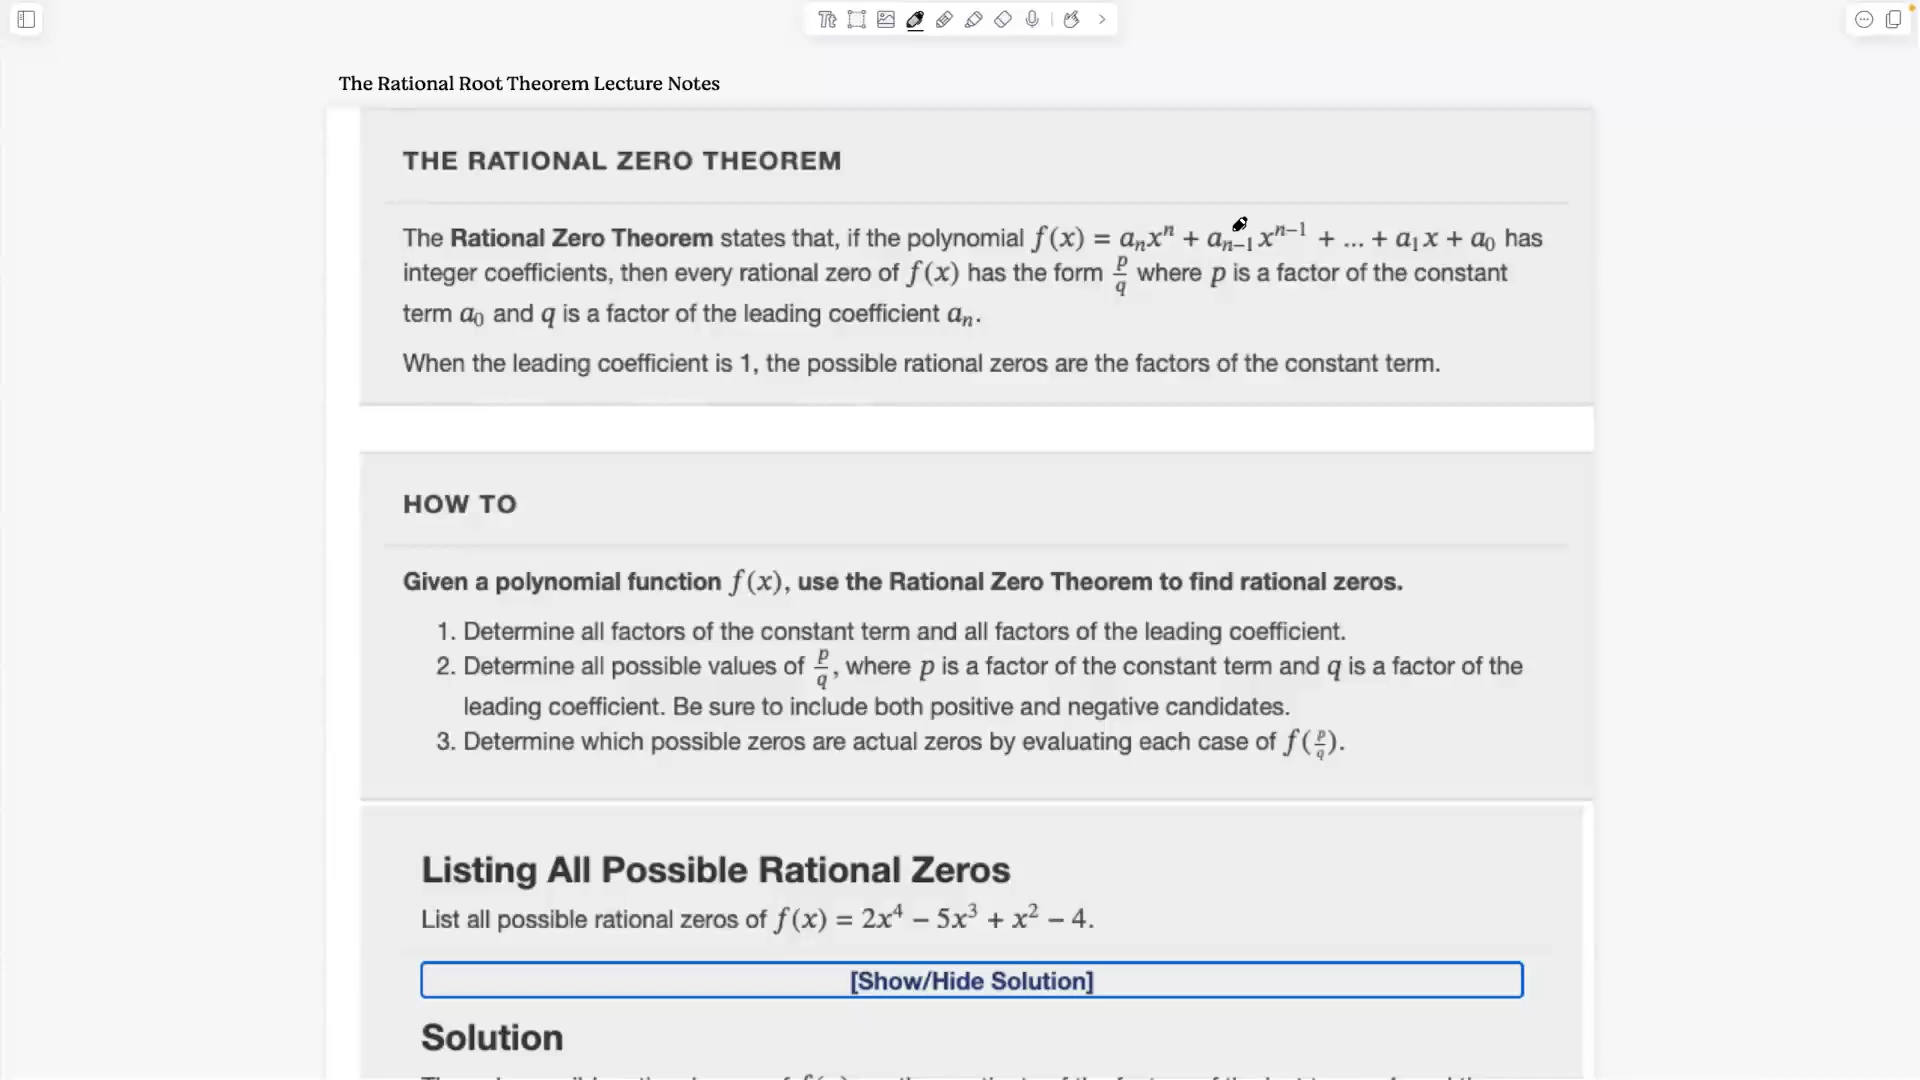 The Rational Root Theorem Lecture Notes
THE RATIONAL ZERO THEOREM
The Rational Zero Theorem states that, if the polynomial f(x) = aₙxⁿ + aₙ₋₁xⁿ⁻¹ + ... + a₁x + a₀ has
integer coefficients, then every rational zero of f(x) has the form p/q where p is a factor of the constant
term a₀ and q is a factor of the leading coefficient aₙ.
When the leading coefficient is 1, the possible rational zeros are the factors of the constant term.
HOW TO
Given a polynomial function f(x), use the Rational Zero Theorem to find rational zeros.
1. Determine all factors of the constant term and all factors of the leading coefficient.
2. Determine all possible values of p/q, where p is a factor of the constant term and q is a factor of the
leading coefficient. Be sure to include both positive and negative candidates.
3. Determine which possible zeros are actual zeros by evaluating each case of f(p/q).
Listing All Possible Rational Zeros
List all possible rational zeros of f(x) = 2x⁴ − 5x³ + x² − 4.
[Show/Hide Solution]
Solution